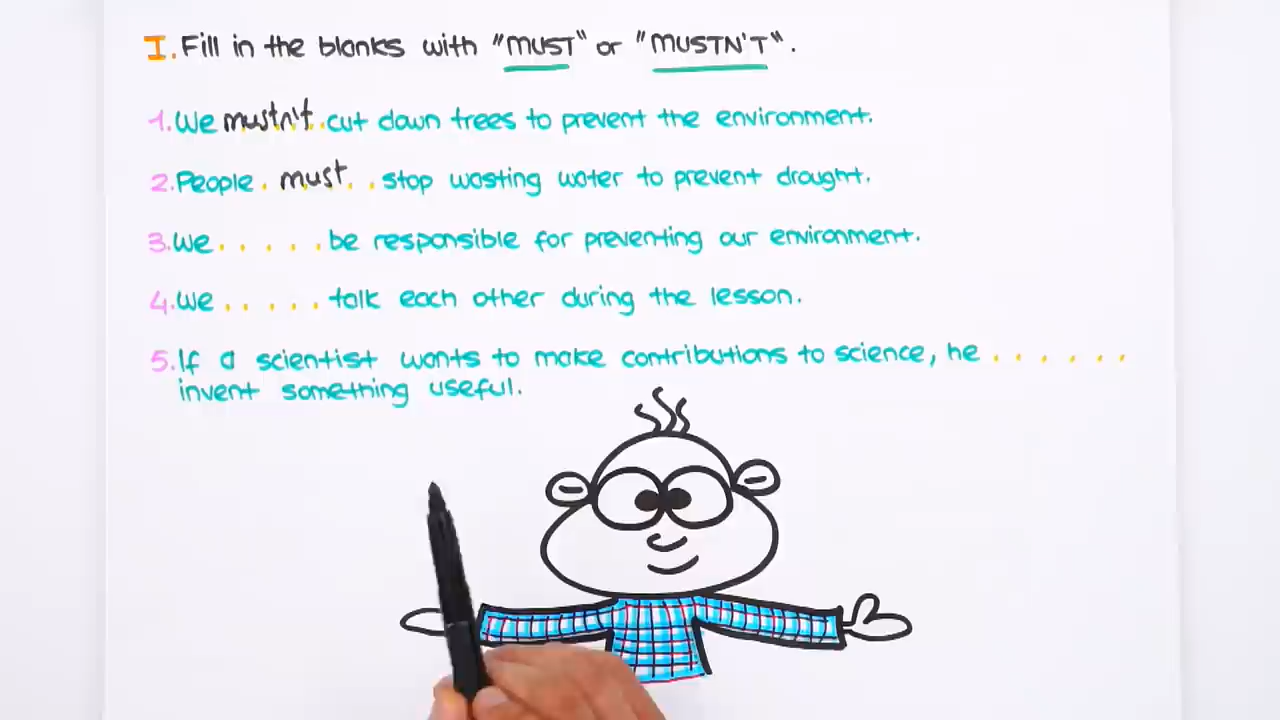 I. Fill in the blanks with "MUST" or "MUSTN'T".
1. We mustn't cut down trees to prevent the environment.
2. People . must . . stop wasting water to prevent drought.
3. We . . . . . be responsible for preventing our environment.
4. We . . . . . talk each other during the lesson.
5. If a scientist wants to make contributions to science, he . . . . . .
invent something useful.